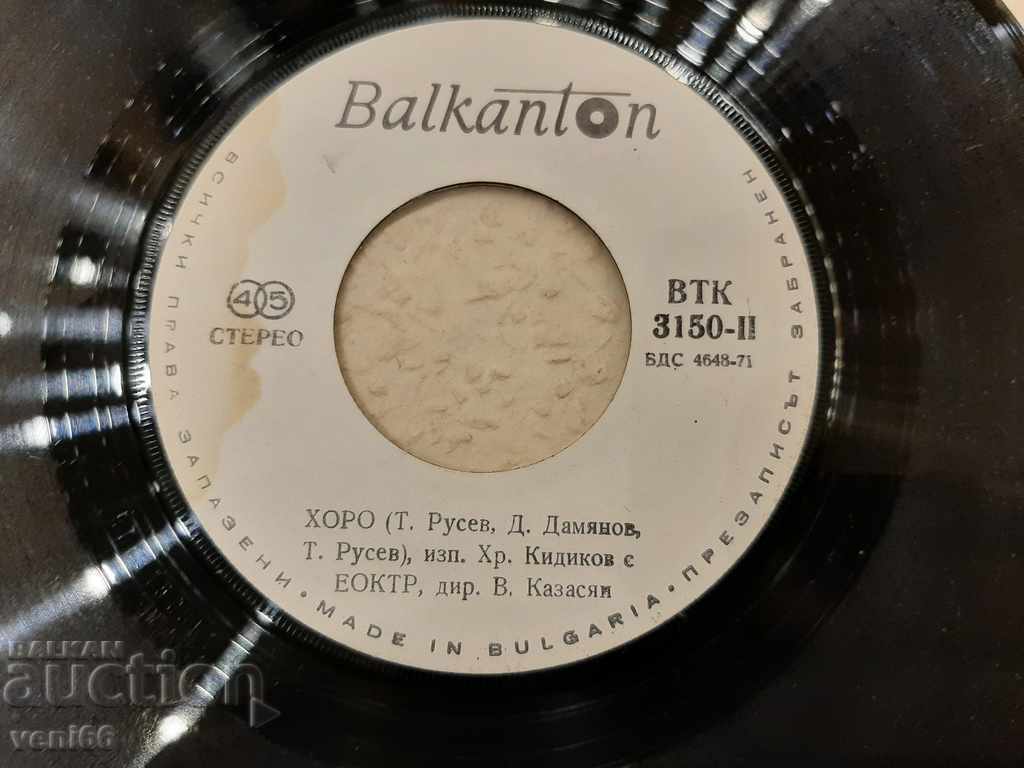 Balkanton
45
СТЕРЕО
ВТК
3150-II
БДС 4648-71
ХОРО (Т. Русев, Д. Дамянов,
Т. Русев), изп. Хр. Кидиков с
ЕОКТР, дир. В. Казасян
ВСИЧКИ ПРАВА ЗАПАЗЕНИ • MADE IN BULGARIA • ПРЕЗАПИСЪТ ЗАБРАНЕН
BALKAN
auction
veni66